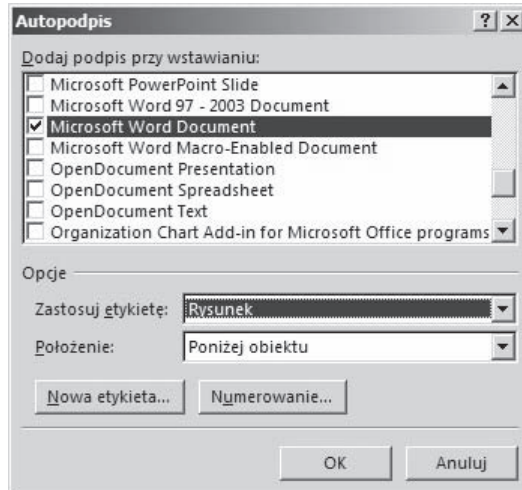 Autopodpis
Dodaj podpis przy wstawianiu:
Microsoft PowerPoint Slide
Microsoft Word 97 - 2003 Document
Microsoft Word Document
Microsoft Word Macro-Enabled Document
OpenDocument Presentation
OpenDocument Spreadsheet
OpenDocument Text
Organization Chart Add-in for Microsoft Office programs
Opcje
Zastosuj etykietę: Rysunek
Położenie: Poniżej obiektu
Nowa etykieta... Numerowanie...
OK Anuluj